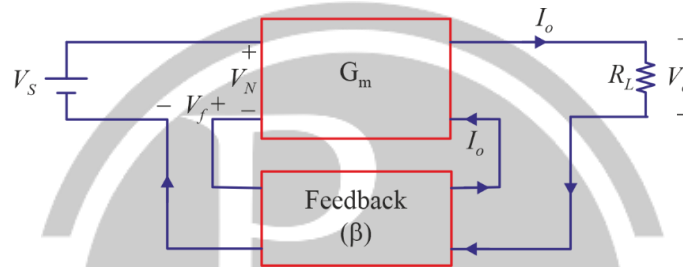 I_o
+
V_S
V_N
G_m
R_L
− V_f + −
I_o
Feedback
(β)